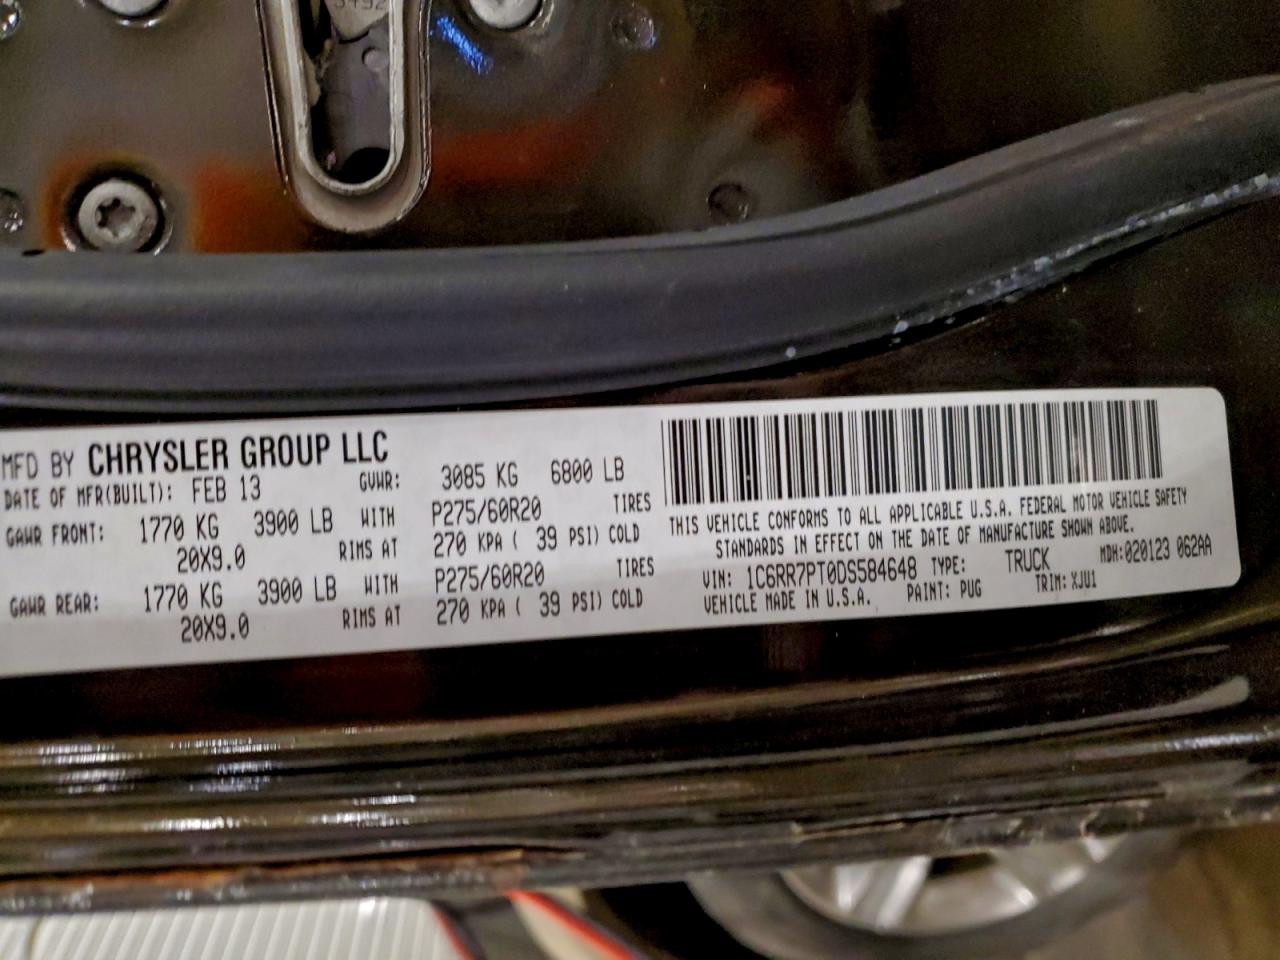 MFD BY CHRYSLER GROUP LLC
DATE OF MFR(BUILT): FEB 13 GVWR: 3085 KG 6800 LB
GAWR FRONT: 1770 KG 3900 LB WITH P275/60R20 TIRES
20X9.0 RIMS AT 270 KPA ( 39 PSI) COLD
GAWR REAR: 1770 KG 3900 LB WITH P275/60R20 TIRES
20X9.0 RIMS AT 270 KPA ( 39 PSI) COLD
THIS VEHICLE CONFORMS TO ALL APPLICABLE U.S.A. FEDERAL MOTOR VEHICLE SAFETY
STANDARDS IN EFFECT ON THE DATE OF MANUFACTURE SHOWN ABOVE.
VIN: 1C6RR7PT0DS584648 TYPE: TRUCK MDH:020123 062AA
VEHICLE MADE IN U.S.A. PAINT: PUG TRIM: XJU1